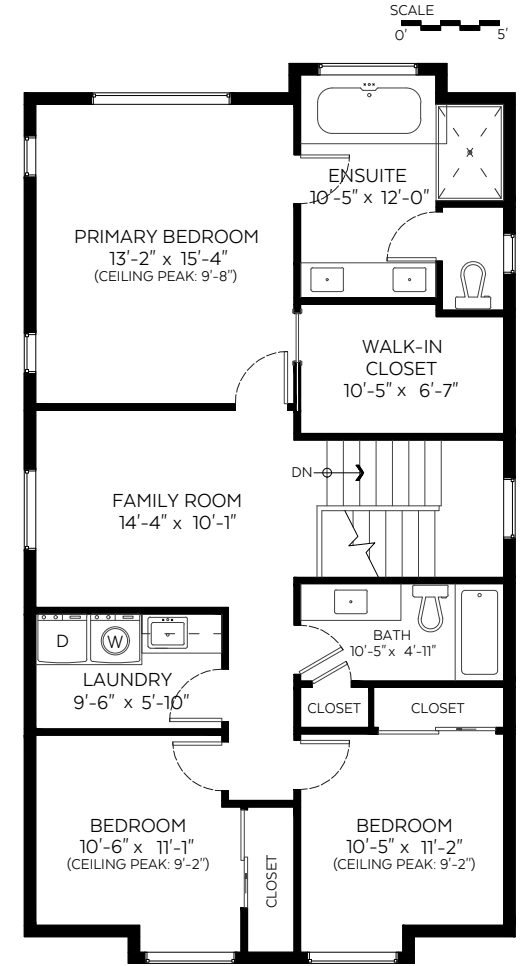 SCALE
0' 5'
ENSUITE
10'-5" x 12'-0"
PRIMARY BEDROOM
13'-2" x 15'-4"
(CEILING PEAK: 9'-8")
WALK-IN
CLOSET
10'-5" x 6'-7"
DN
FAMILY ROOM
14'-4" x 10'-1"
D
W
BATH
10'-5" x 4'-11"
LAUNDRY
9'-6" x 5'-10"
CLOSET
CLOSET
BEDROOM
10'-6" x 11'-1"
(CEILING PEAK: 9'-2")
CLOSET
BEDROOM
10'-5" x 11'-2"
(CEILING PEAK: 9'-2")